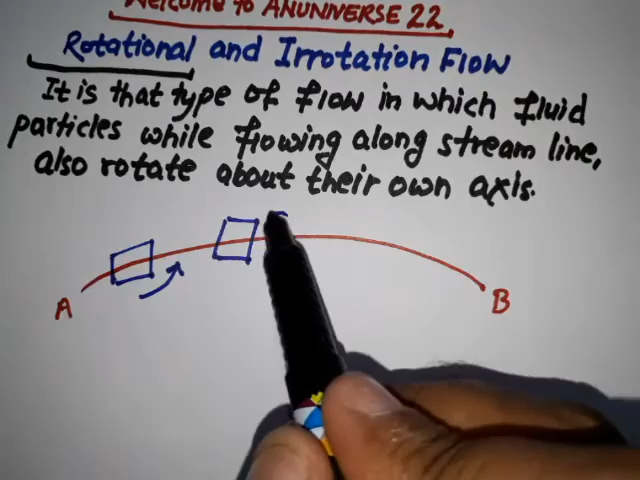 Welcome to ANUNIVERSE 22
Rotational and Irrotation Flow
It is that type of flow in which fluid
particles while flowing along stream line,
also rotate about their own axis.
A
B